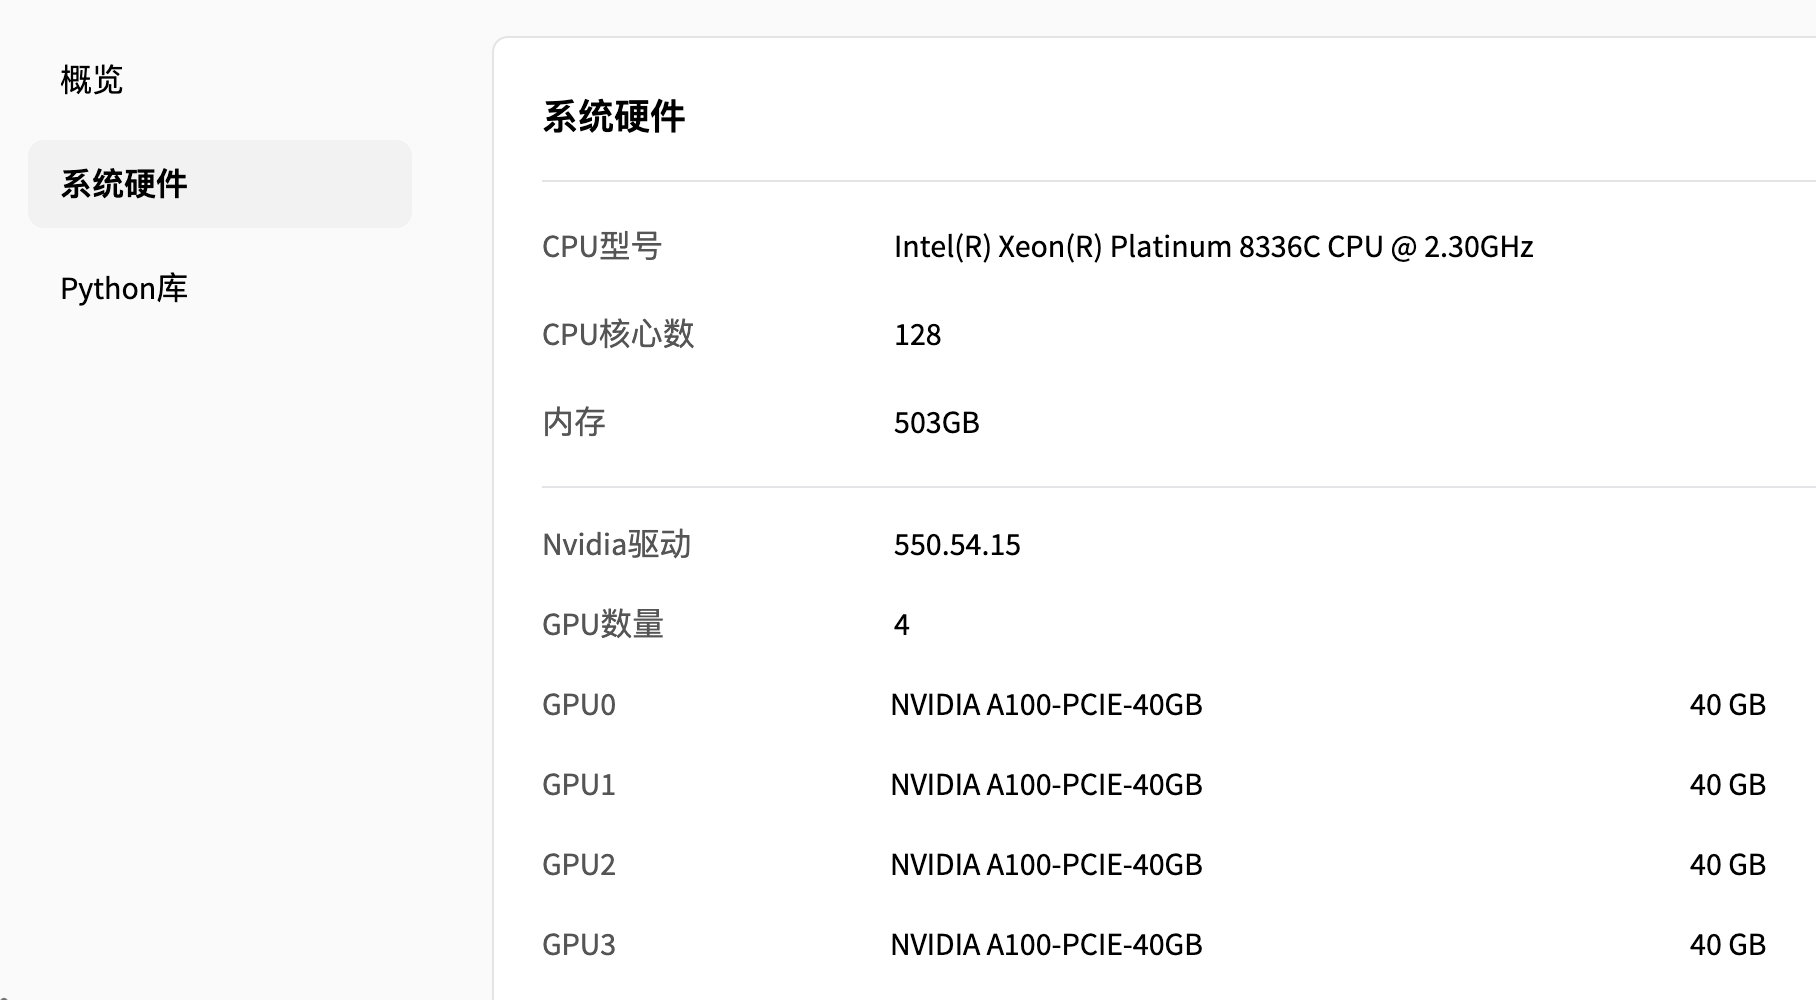 概览
系统硬件
Python库
系统硬件
CPU型号 Intel(R) Xeon(R) Platinum 8336C CPU @ 2.30GHz
CPU核心数 128
内存 503GB
Nvidia驱动 550.54.15
GPU数量 4
GPU0 NVIDIA A100-PCIE-40GB 40 GB
GPU1 NVIDIA A100-PCIE-40GB 40 GB
GPU2 NVIDIA A100-PCIE-40GB 40 GB
GPU3 NVIDIA A100-PCIE-40GB 40 GB